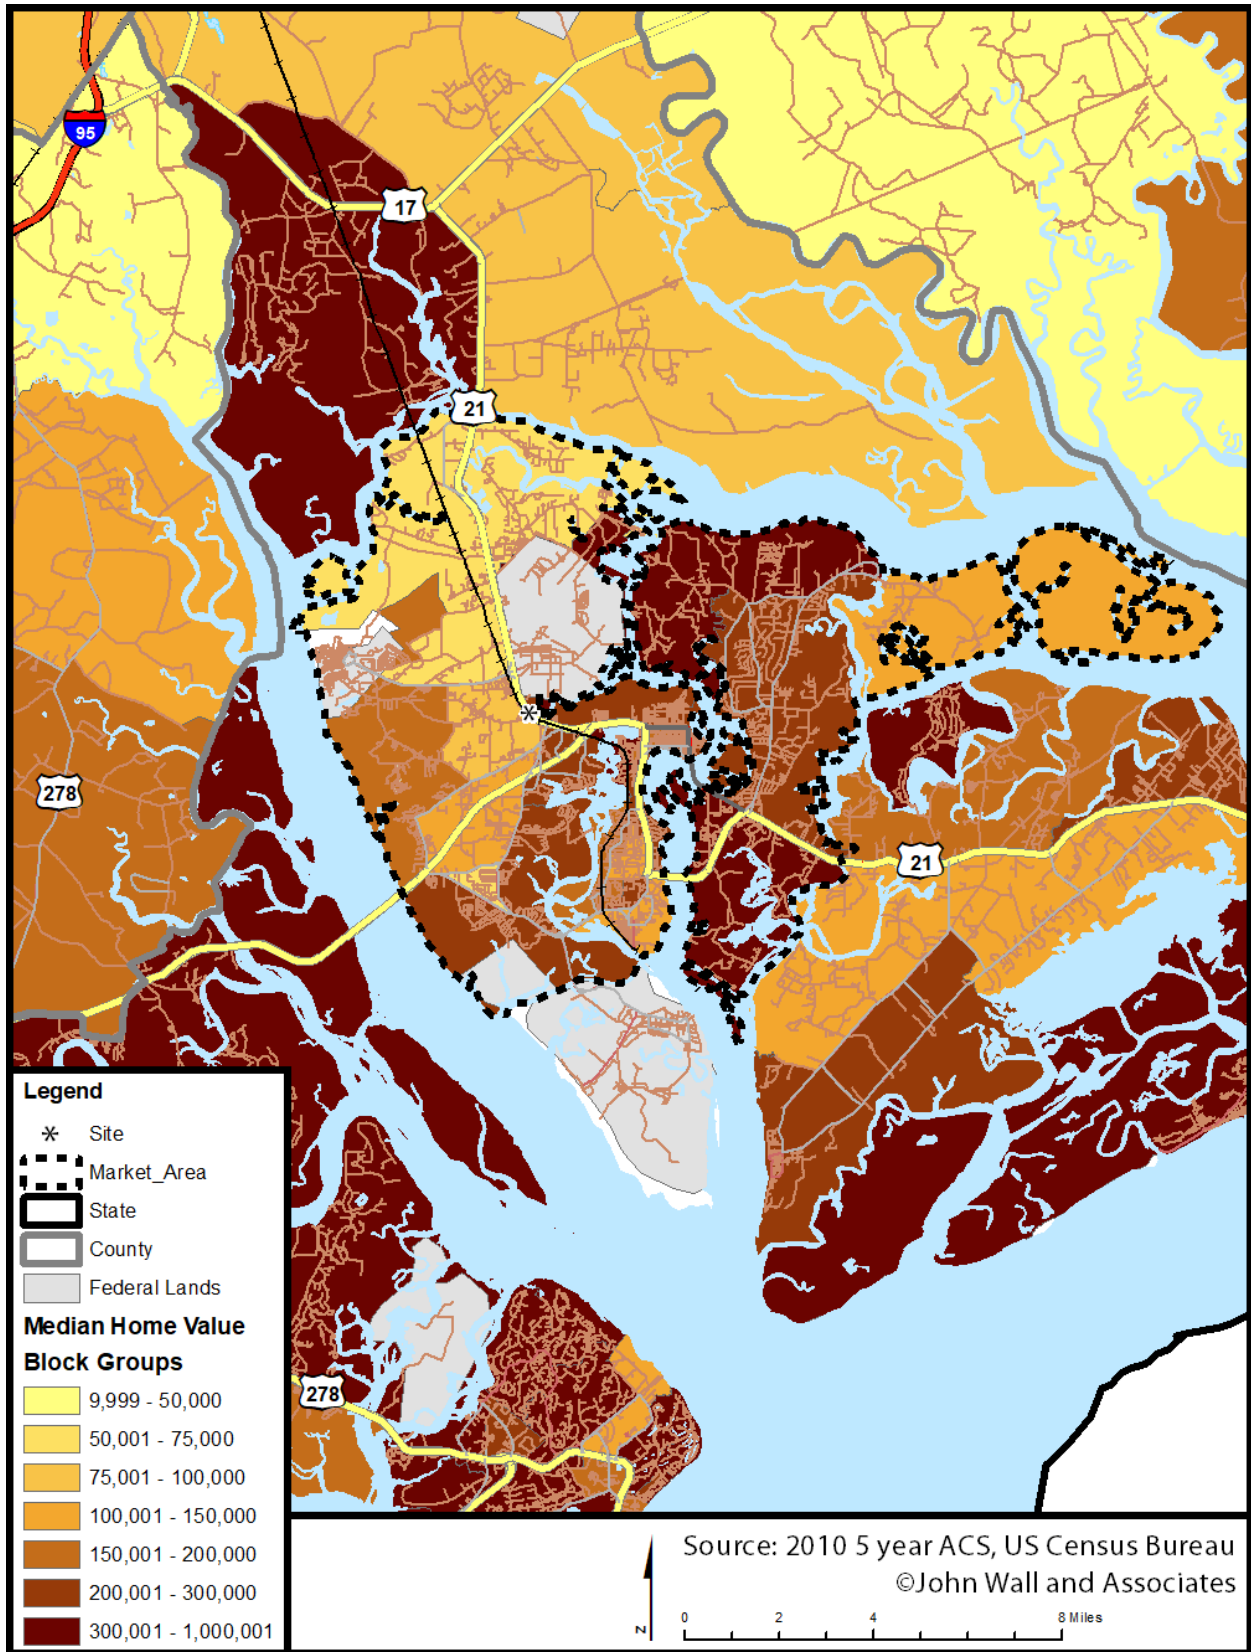 95
17
21
278
21
278
Legend
Site
Market_Area
State
County
Federal Lands
Median Home Value
Block Groups
9,999 - 50,000
50,001 - 75,000
75,001 - 100,000
100,001 - 150,000
150,001 - 200,000
200,001 - 300,000
300,001 - 1,000,001
Source: 2010 5 year ACS, US Census Bureau
©John Wall and Associates
N
0 2 4 8 Miles